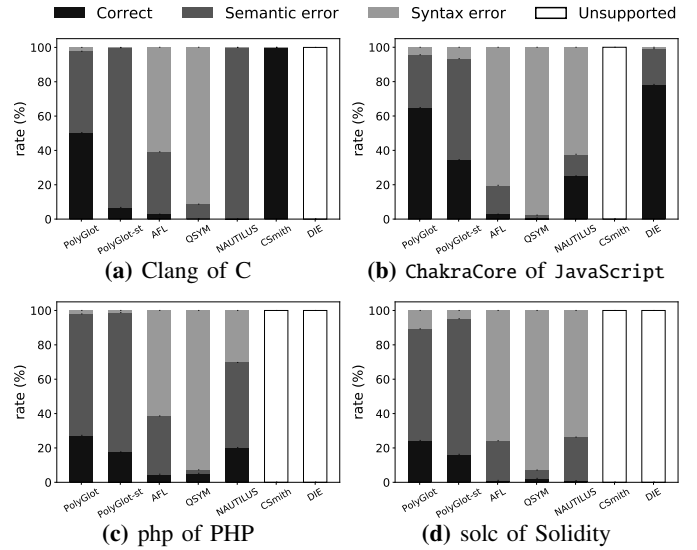 Correct Semantic error Syntax error Unsupported
100
80
60
40
20
0
rate (%)
PolyGlot PolyGlot-st AFL QSYM NAUTILUS CSmith DIE
(a) Clang of C
100
80
60
40
20
0
rate (%)
PolyGlot PolyGlot-st AFL QSYM NAUTILUS CSmith DIE
(b) ChakraCore of JavaScript
100
80
60
40
20
0
rate (%)
PolyGlot PolyGlot-st AFL QSYM NAUTILUS CSmith DIE
(c) php of PHP
100
80
60
40
20
0
rate (%)
PolyGlot PolyGlot-st AFL QSYM NAUTILUS CSmith DIE
(d) solc of Solidity